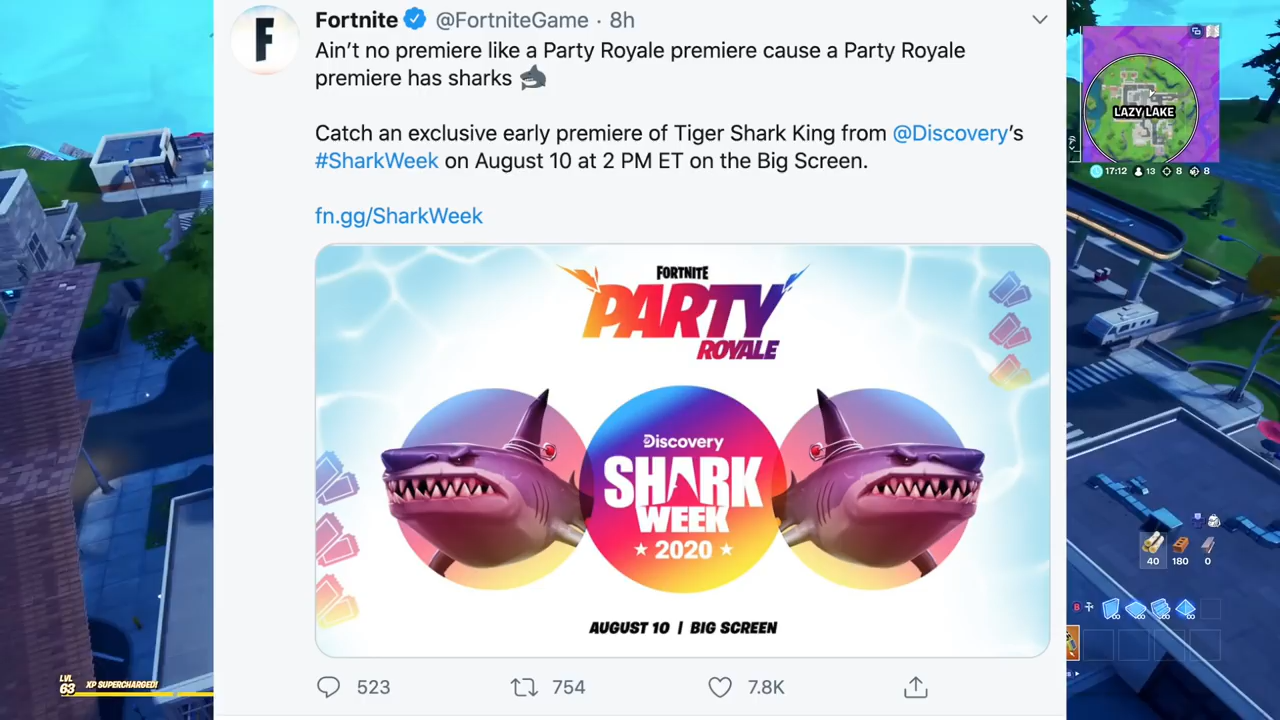 Fortnite @FortniteGame · 8h
Ain't no premiere like a Party Royale premiere cause a Party Royale
premiere has sharks 🦈
Catch an exclusive early premiere of Tiger Shark King from @Discovery's
#SharkWeek on August 10 at 2 PM ET on the Big Screen.
fn.gg/SharkWeek
FORTNITE
PARTY
ROYALE
Discovery
SHARK
WEEK
★ 2020 ★
AUGUST 10 | BIG SCREEN
523 754 7.8K
LAZY LAKE
17:12 13 8 8
40 180 0
B
∞ ∞ ∞ ∞
LVL
63 XP SUPERCHARGED!